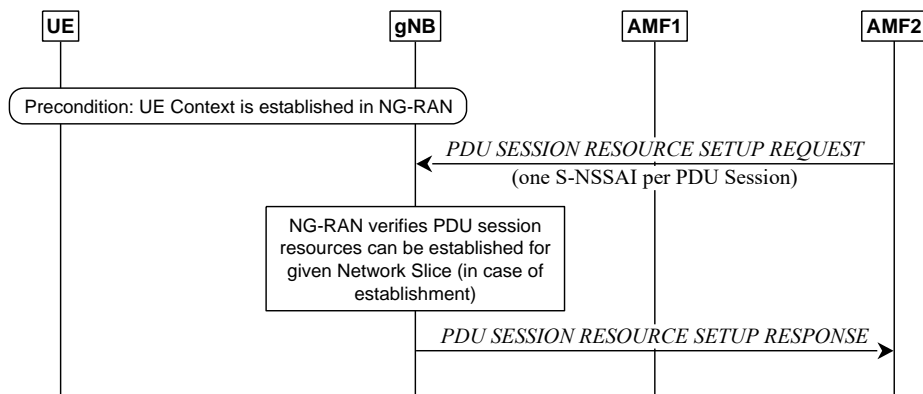 UE gNB AMF1 AMF2
Precondition: UE Context is established in NG-RAN
PDU SESSION RESOURCE SETUP REQUEST
(one S-NSSAI per PDU Session)
NG-RAN verifies PDU session
resources can be established for
given Network Slice (in case of
establishment)
PDU SESSION RESOURCE SETUP RESPONSE